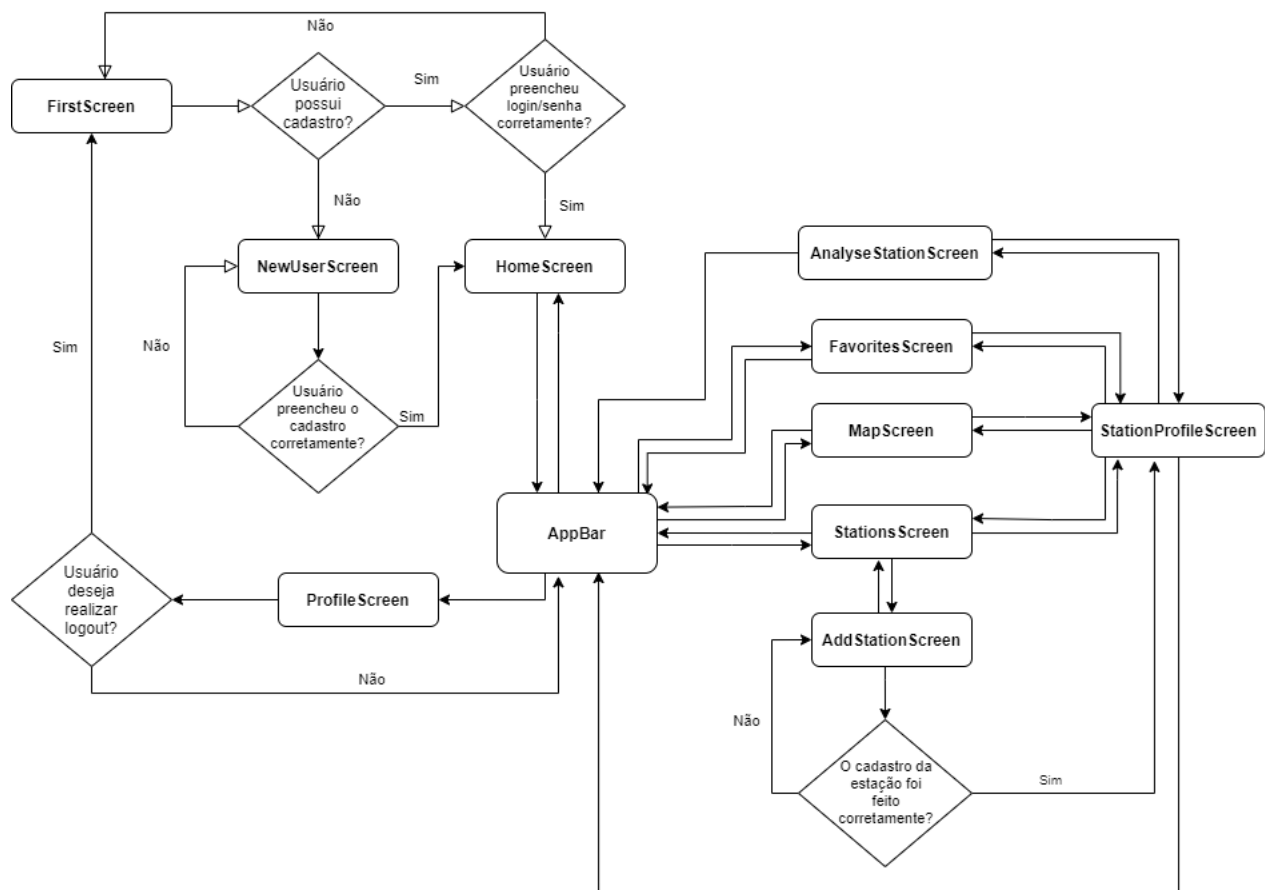 Não
FirstScreen
Usuário
possui
cadastro?
Sim
Usuário
preencheu
login/senha
corretamente?
Não
Sim
NewUserScreen
HomeScreen
AnalyseStationScreen
Sim
Não
Usuário
preencheu o
cadastro
corretamente?
Sim
FavoritesScreen
MapScreen
StationProfileScreen
AppBar
StationsScreen
Usuário
deseja
realizar
logout?
ProfileScreen
AddStationScreen
Não
Não
O cadastro da
estação foi
feito
corretamente?
Sim